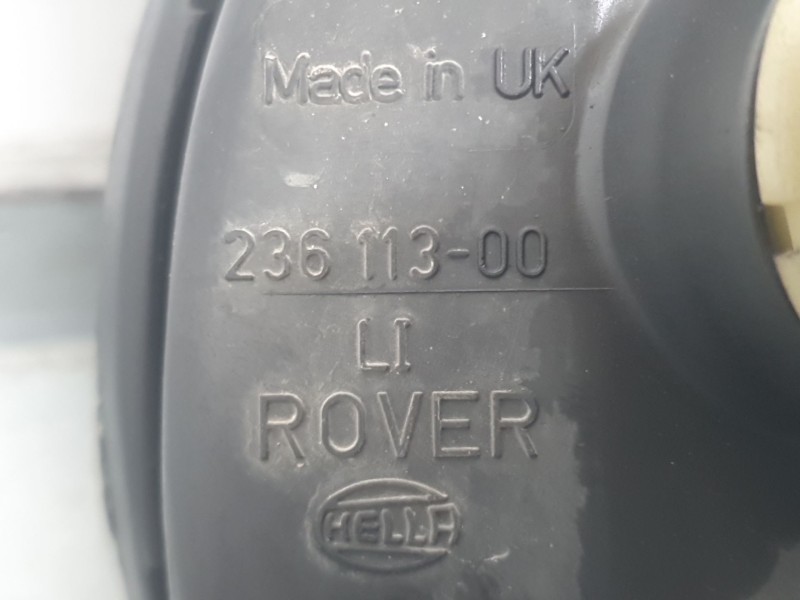 Made in UK
236 113-00
LI
ROVER
HELLA